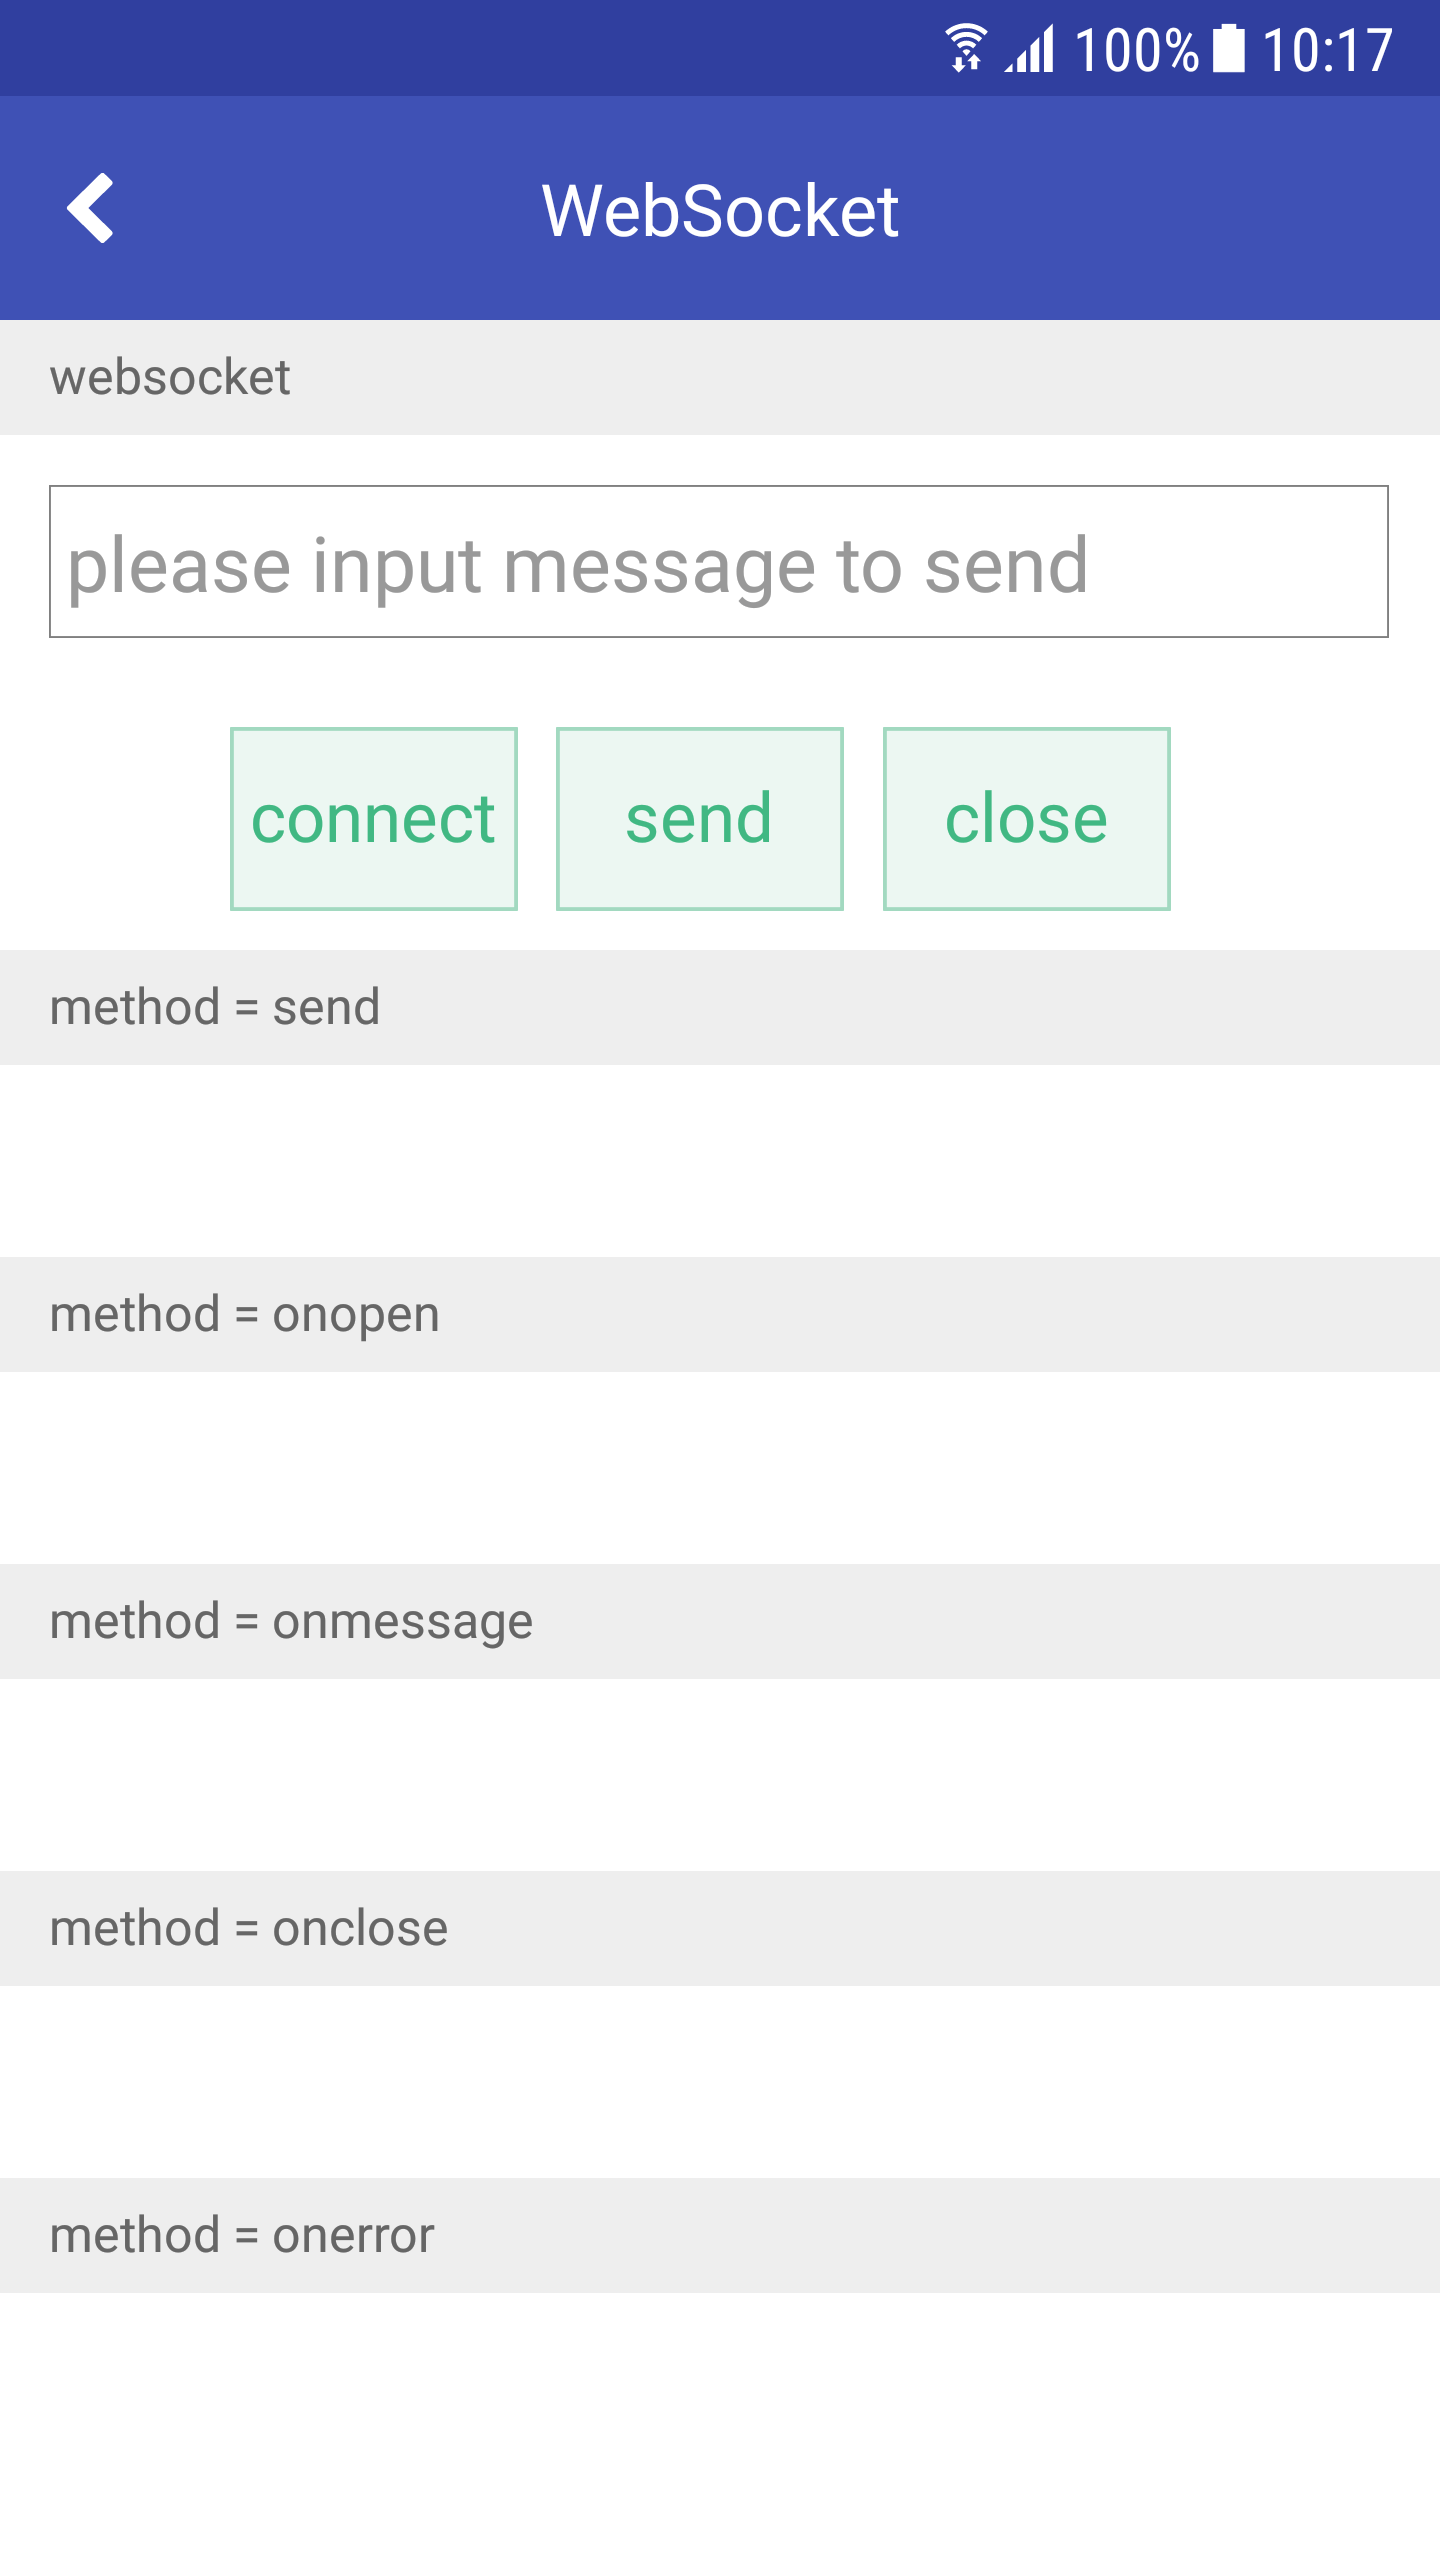 100% 10:17
WebSocket
websocket
please input message to send
connect send close
method = send
method = onopen
method = onmessage
method = onclose
method = onerror